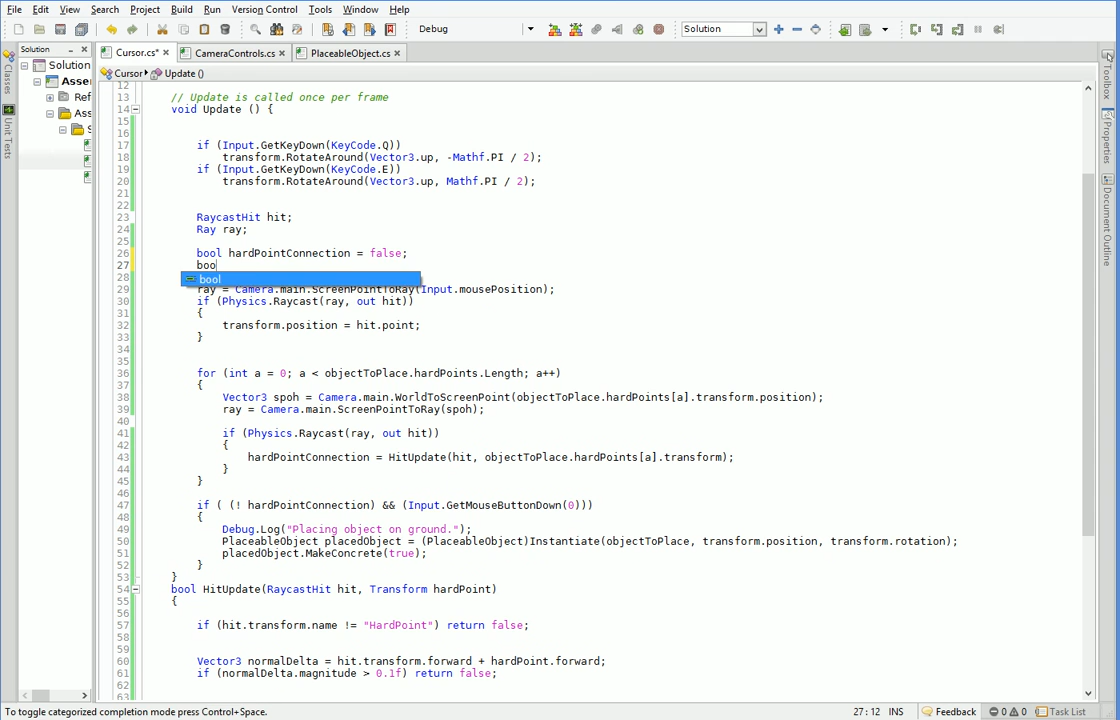 File Edit View Search Project Build Run Version Control Tools Window Help
Debug Solution
Solution Cursor.cs* CameraControls.cs PlaceableObject.cs
Cursor Update ()
Classes
Unit Tests
Solution
Asse
Ref
Ass
S
12
13 // Update is called once per frame
14 void Update () {
15
16
17 if (Input.GetKeyDown(KeyCode.Q))
18 transform.RotateAround(Vector3.up, -Mathf.PI / 2);
19 if (Input.GetKeyDown(KeyCode.E))
20 transform.RotateAround(Vector3.up, Mathf.PI / 2);
21
22
23 RaycastHit hit;
24 Ray ray;
25
26 bool hardPointConnection = false;
27 boo
28 bool
29 ray = Camera.main.ScreenPointToRay(Input.mousePosition);
30 if (Physics.Raycast(ray, out hit))
31 {
32 transform.position = hit.point;
33 }
34
35
36 for (int a = 0; a < objectToPlace.hardPoints.Length; a++)
37 {
38 Vector3 spoh = Camera.main.WorldToScreenPoint(objectToPlace.hardPoints[a].transform.position);
39 ray = Camera.main.ScreenPointToRay(spoh);
40
41 if (Physics.Raycast(ray, out hit))
42 {
43 hardPointConnection = HitUpdate(hit, objectToPlace.hardPoints[a].transform);
44 }
45 }
46
47 if ( (! hardPointConnection) && (Input.GetMouseButtonDown(0)))
48 {
49 Debug.Log("Placing object on ground.");
50 PlaceableObject placedObject = (PlaceableObject)Instantiate(objectToPlace, transform.position, transform.rotation);
51 placedObject.MakeConcrete(true);
52 }
53 }
54 bool HitUpdate(RaycastHit hit, Transform hardPoint)
55 {
56
57 if (hit.transform.name != "HardPoint") return false;
58
59
60 Vector3 normalDelta = hit.transform.forward + hardPoint.forward;
61 if (normalDelta.magnitude > 0.1f) return false;
62
63
Toolbox
Properties
Document Outline
To toggle categorized completion mode press Control+Space. 27 : 12 INS Feedback 0 0 Task List